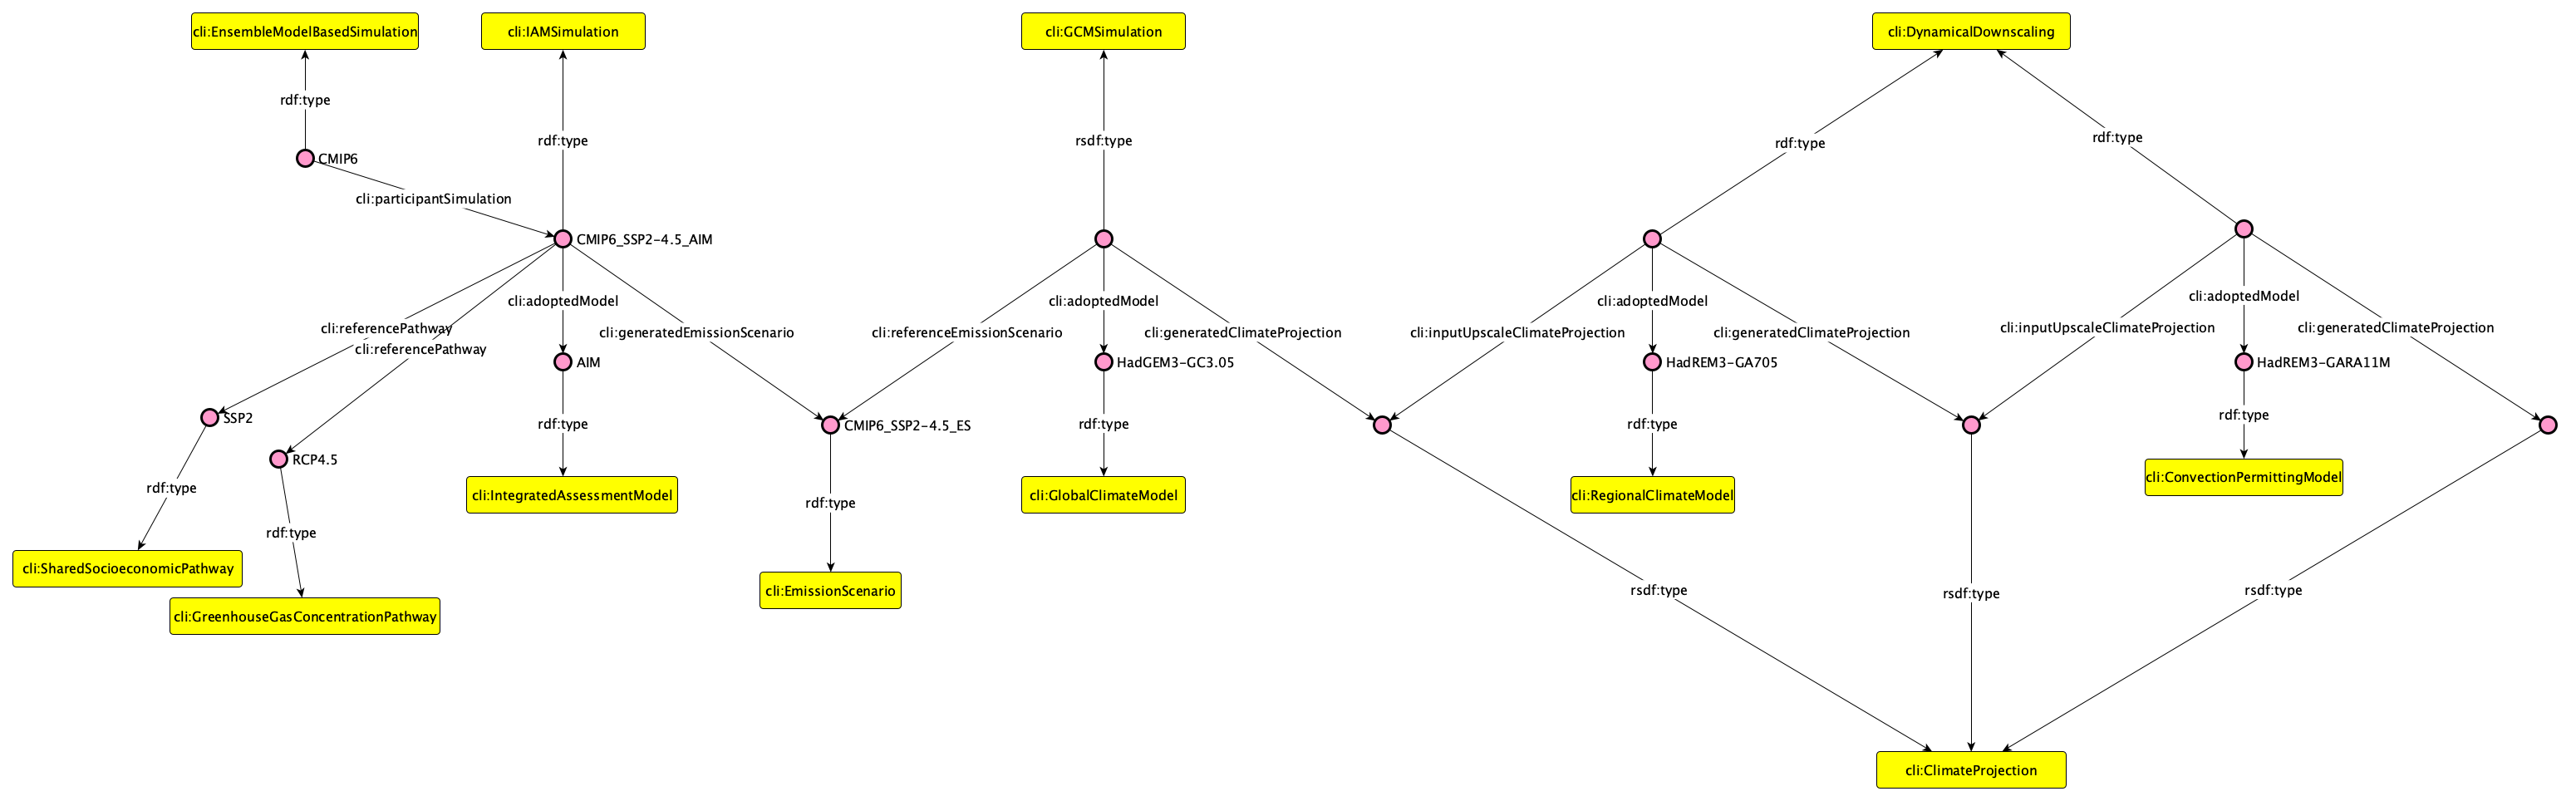 cli:EnsembleModelBasedSimulation
cli:IAMSimulation
cli:GCMSimulation
cli:DynamicalDownscaling
rdf:type
rdf:type
rsdf:type
rdf:type
rdf:type
CMIP6
cli:participantSimulation
CMIP6_SSP2-4.5_AIM
cli:adoptedModel
cli:adoptedModel
cli:adoptedModel
cli:adoptedModel
cli:referencePathway
cli:generatedEmissionScenario
cli:referenceEmissionScenario
cli:generatedClimateProjection
cli:inputUpscaleClimateProjection
cli:generatedClimateProjection
cli:inputUpscaleClimateProjection
cli:generatedClimateProjection
cli:referencePathway
AIM
HadGEM3-GC3.05
HadREM3-GA705
HadREM3-GARA11M
SSP2
CMIP6_SSP2-4.5_ES
rdf:type
rdf:type
rdf:type
rdf:type
RCP4.5
rdf:type
cli:IntegratedAssessmentModel
rdf:type
cli:GlobalClimateModel
cli:RegionalClimateModel
cli:ConvectionPermittingModel
rdf:type
cli:SharedSocioeconomicPathway
cli:EmissionScenario
rsdf:type
rsdf:type
rsdf:type
cli:GreenhouseGasConcentrationPathway
cli:ClimateProjection